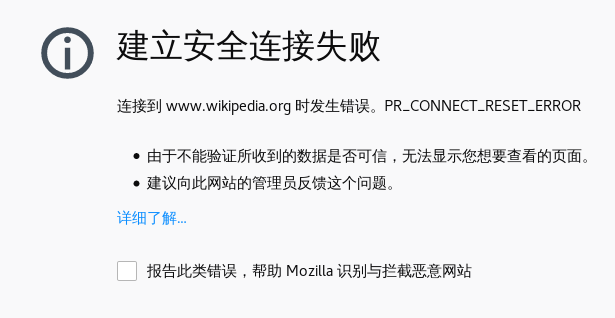 建立安全连接失败
连接到 www.wikipedia.org 时发生错误。PR_CONNECT_RESET_ERROR
由于不能验证所收到的数据是否可信，无法显示您想要查看的页面。
建议向此网站的管理员反馈这个问题。
详细了解...
报告此类错误，帮助 Mozilla 识别与拦截恶意网站